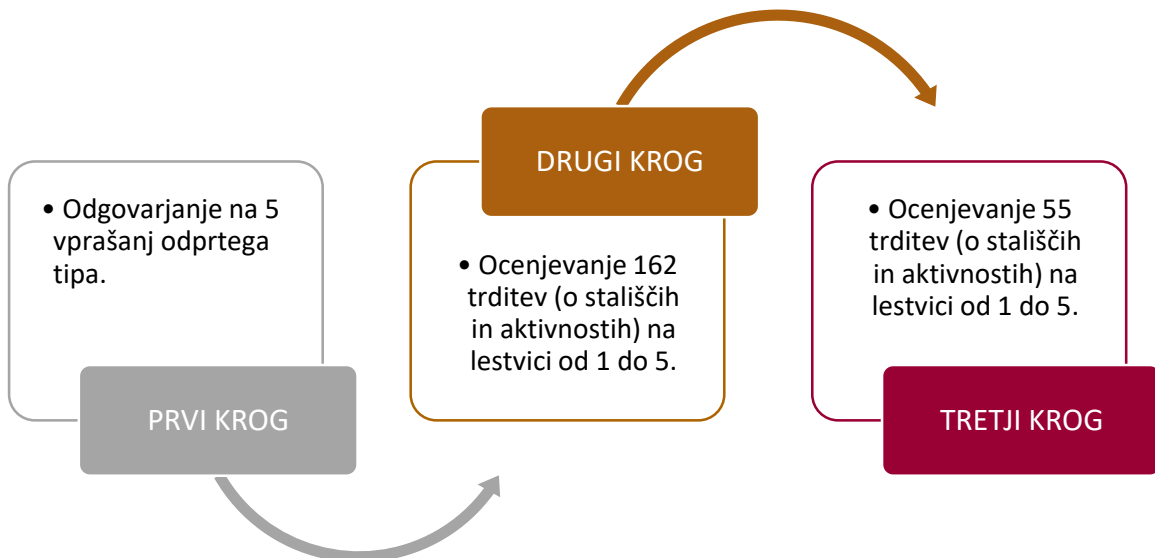 • Odgovarjanje na 5
vprašanj odprtega
tipa.
PRVI KROG
DRUGI KROG
• Ocenjevanje 162
trditev (o stališčih
in aktivnostih) na
lestvici od 1 do 5.
• Ocenjevanje 55
trditev (o stališčih
in aktivnostih) na
lestvici od 1 do 5.
TRETJI KROG